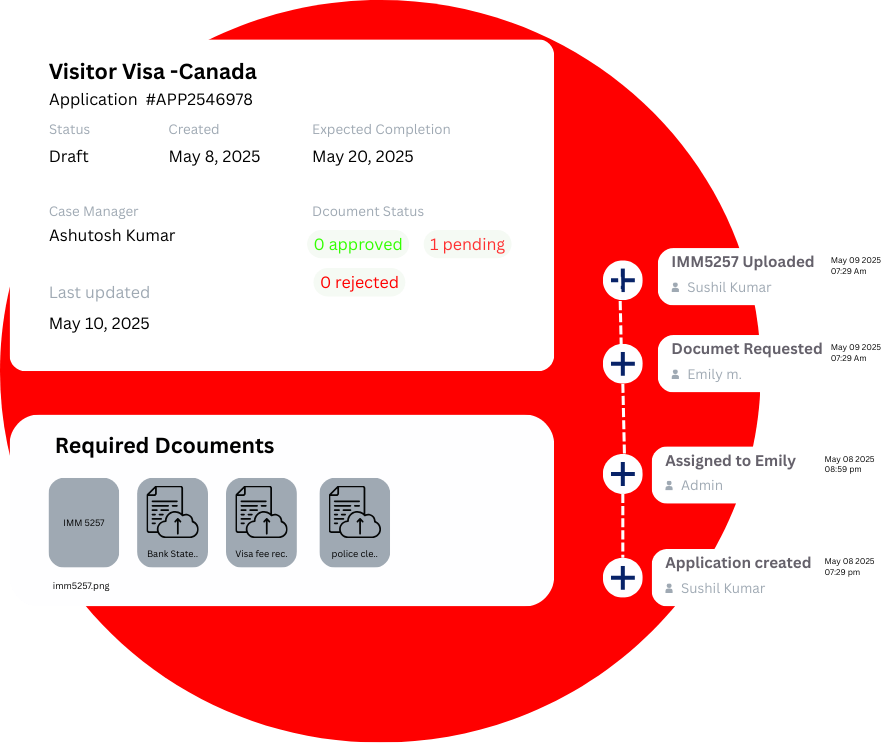 Visitor Visa -Canada
Application #APP2546978
Status
Created
Expected Completion
Draft
May 8, 2025
May 20, 2025
Case Manager
Dcoument Status
Ashutosh Kumar
0 approved
1 pending
0 rejected
Last updated
May 10, 2025
Required Dcouments
IMM 5257
Bank State..
Visa fee rec.
police cle..
imm5257.png
IMM5257 Uploaded
Sushil Kumar
May 09 2025
07:29 Am
Documet Requested
Emily m.
May 09 2025
07:29 Am
Assigned to Emily
Admin
May 08 2025
08:59 pm
Application created
Sushil Kumar
May 08 2025
07:29 pm